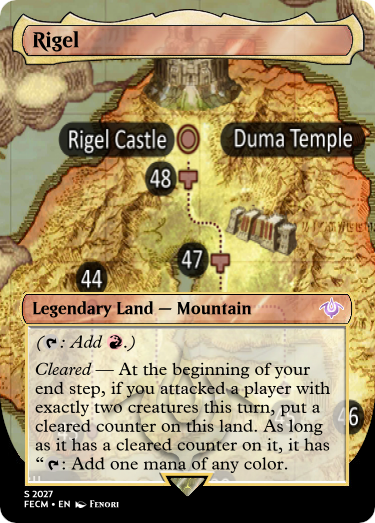 Rigel
Rigel Castle
Duma Temple
48
47
44
Legendary Land — Mountain
(: Add .)
Cleared — At the beginning of your
end step, if you attacked a player with
exactly two creatures this turn, put a
cleared counter on this land. As long
as it has a cleared counter on it, it has
“: Add one mana of any color.
46
S 2027
FECM • EN Fenori